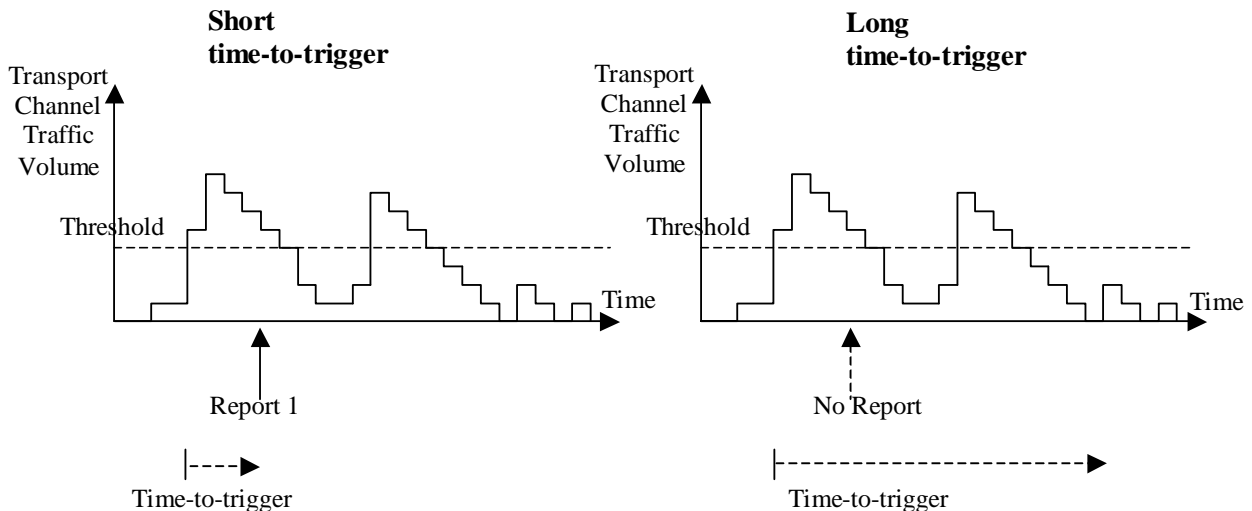 Short
time-to-trigger
Transport
Channel
Traffic
Volume
Threshold
Time
Report 1
Time-to-trigger
Long
time-to-trigger
Transport
Channel
Traffic
Volume
Threshold
Time
No Report
Time-to-trigger